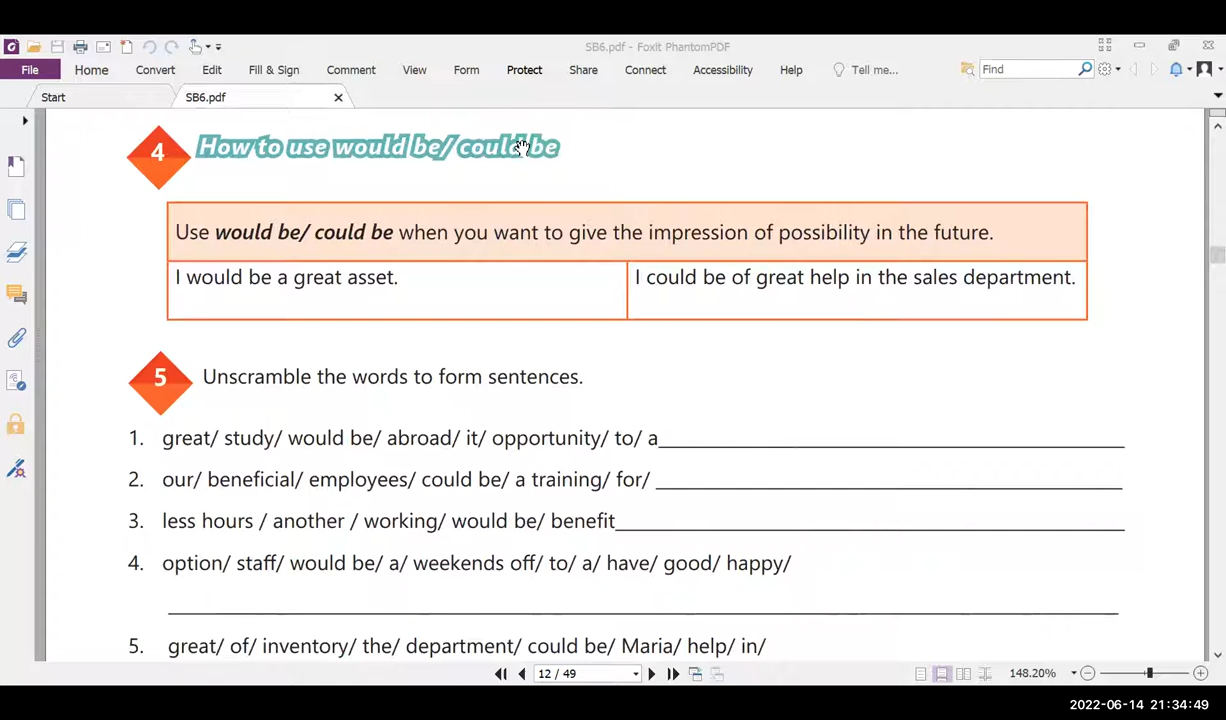 SB6.pdf - Foxit PhantomPDF
File Home Convert Edit Fill & Sign Comment View Form Protect Share Connect Accessibility Help Tell me... Find
Start SB6.pdf
4 How to use would be/ could be
Use would be/ could be when you want to give the impression of possibility in the future.
I would be a great asset. I could be of great help in the sales department.
5 Unscramble the words to form sentences.
1. great/ study/ would be/ abroad/ it/ opportunity/ to/ a
2. our/ beneficial/ employees/ could be/ a training/ for/
3. less hours / another / working/ would be/ benefit
4. option/ staff/ would be/ a/ weekends off/ to/ a/ have/ good/ happy/
5. great/ of/ inventory/ the/ department/ could be/ Maria/ help/ in/
12 / 49 148.20%
2022-06-14 21:34:49